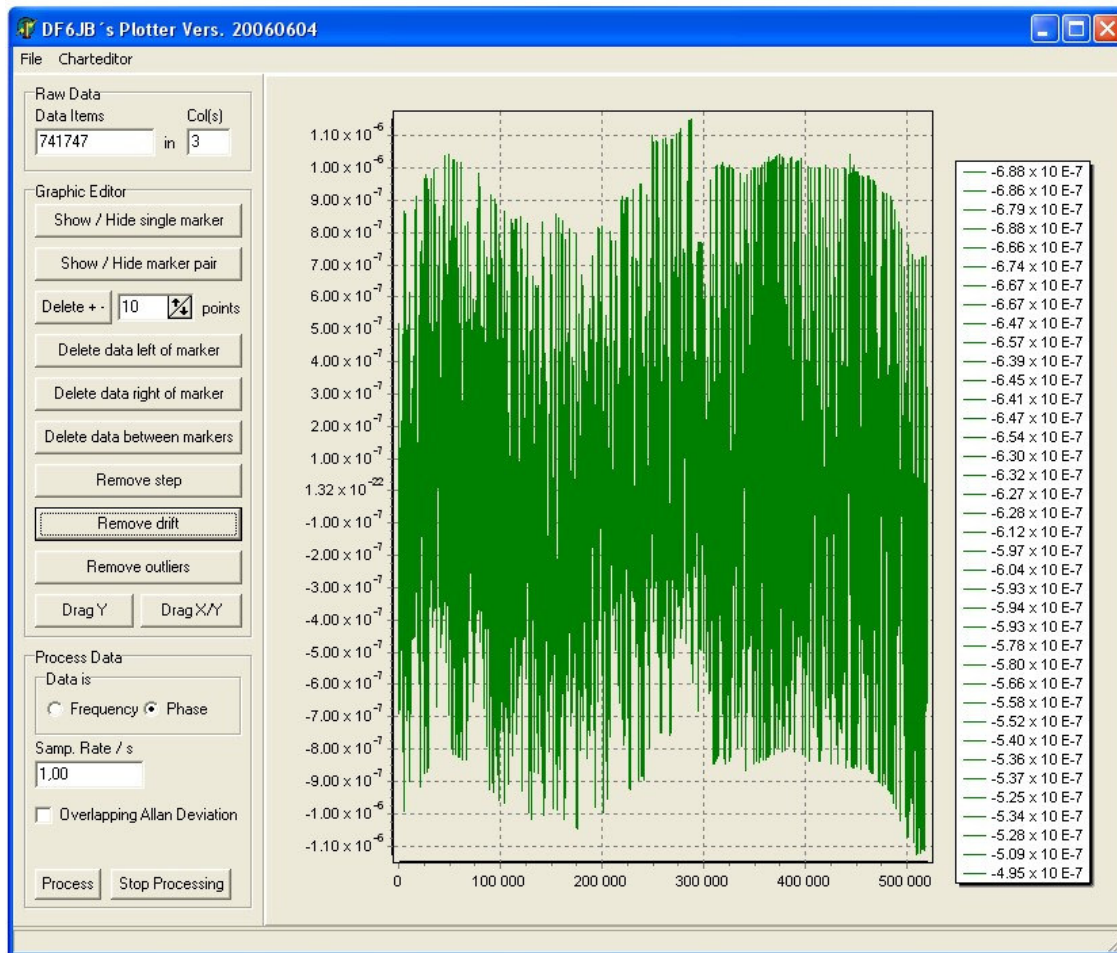 DF6JB´s Plotter Vers. 20060604
File Charteditor
Raw Data
Data Items Col(s)
741747 in 3
Graphic Editor
Show / Hide single marker
Show / Hide marker pair
Delete + - 10 points
Delete data left of marker
Delete data right of marker
Delete data between markers
Remove step
Remove drift
Remove outliers
Drag Y Drag X/Y
Process Data
Data is
Frequency Phase
Samp. Rate / s
1,00
Overlapping Allan Deviation
Process Stop Processing
1.10 x 10 -6
1.00 x 10 -6
9.00 x 10 -7
8.00 x 10 -7
7.00 x 10 -7
6.00 x 10 -7
5.00 x 10 -7
4.00 x 10 -7
3.00 x 10 -7
2.00 x 10 -7
1.00 x 10 -7
1.32 x 10 -22
-1.00 x 10 -7
-2.00 x 10 -7
-3.00 x 10 -7
-4.00 x 10 -7
-5.00 x 10 -7
-6.00 x 10 -7
-7.00 x 10 -7
-8.00 x 10 -7
-9.00 x 10 -7
-1.00 x 10 -6
-1.10 x 10 -6
0 100 000 200 000 300 000 400 000 500 000
-6.88 x 10 E-7
-6.86 x 10 E-7
-6.79 x 10 E-7
-6.88 x 10 E-7
-6.66 x 10 E-7
-6.74 x 10 E-7
-6.67 x 10 E-7
-6.67 x 10 E-7
-6.47 x 10 E-7
-6.57 x 10 E-7
-6.39 x 10 E-7
-6.45 x 10 E-7
-6.41 x 10 E-7
-6.47 x 10 E-7
-6.54 x 10 E-7
-6.30 x 10 E-7
-6.32 x 10 E-7
-6.27 x 10 E-7
-6.28 x 10 E-7
-6.12 x 10 E-7
-5.97 x 10 E-7
-6.04 x 10 E-7
-5.93 x 10 E-7
-5.94 x 10 E-7
-5.93 x 10 E-7
-5.78 x 10 E-7
-5.80 x 10 E-7
-5.66 x 10 E-7
-5.58 x 10 E-7
-5.52 x 10 E-7
-5.40 x 10 E-7
-5.36 x 10 E-7
-5.37 x 10 E-7
-5.25 x 10 E-7
-5.34 x 10 E-7
-5.28 x 10 E-7
-5.09 x 10 E-7
-4.95 x 10 E-7